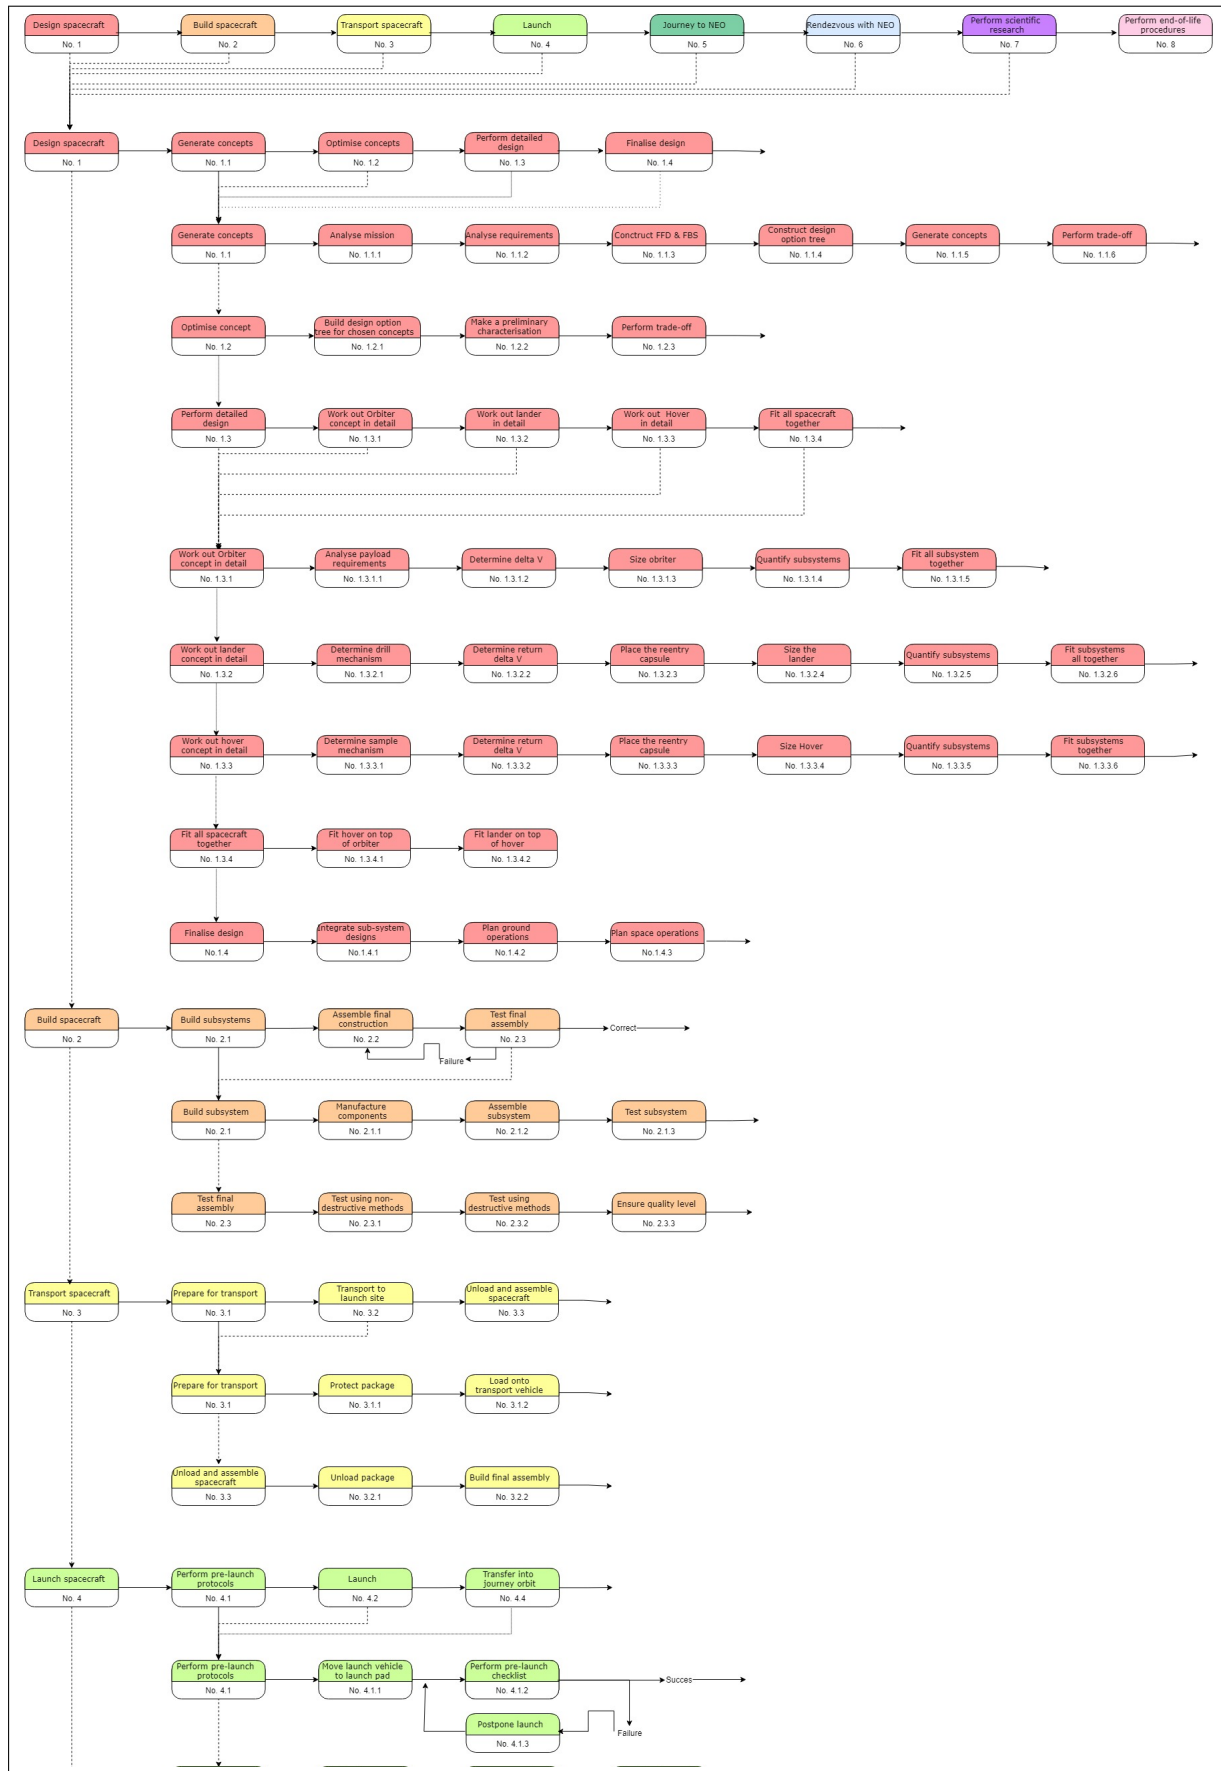 Design spacecraft
No. 1
Build spacecraft
No. 2
Transport spacecraft
No. 3
Launch
No. 4
Journey to NEO
No. 5
Rendezvous with NEO
No. 6
Perform scientific
research
No. 7
Perform end-of-life
procedures
No. 8
Design spacecraft
No. 1
Generate concepts
No. 1.1
Optimise concepts
No. 1.2
Perform detailed
design
No. 1.3
Finalise design
No. 1.4
Generate concepts
No. 1.1
Analyse mission
No. 1.1.1
Analyse requirements
No. 1.1.2
Construct FFD & FBS
No. 1.1.3
Construct design
option tree
No. 1.1.4
Generate concepts
No. 1.1.5
Perform trade-off
No. 1.1.6
Optimise concept
No. 1.2
Build design option
tree for chosen concepts
No. 1.2.1
Make a preliminary
characterisation
No. 1.2.2
Perform trade-off
No. 1.2.3
Perform detailed
design
No. 1.3
Work out Orbiter
concept in detail
No. 1.3.1
Work out lander
in detail
No. 1.3.2
Work out Hover
in detail
No. 1.3.3
Fit all spacecraft
together
No. 1.3.4
Work out Orbiter
concept in detail
No. 1.3.1
Analyse payload
requirements
No. 1.3.1.1
Determine delta V
No. 1.3.1.2
Size obriter
No. 1.3.1.3
Quantify subsystems
No. 1.3.1.4
Fit all subsystem
together
No. 1.3.1.5
Work out lander
concept in detail
No. 1.3.2
Determine drill
mechanism
No. 1.3.2.1
Determine return
delta V
No. 1.3.2.2
Place the reentry
capsule
No. 1.3.2.3
Size the
lander
No. 1.3.2.4
Quantify subsystems
No. 1.3.2.5
Fit subsystems
all together
No. 1.3.2.6
Work out hover
concept in detail
No. 1.3.3
Determine sample
mechanism
No. 1.3.3.1
Determine return
delta V
No. 1.3.3.2
Place the reentry
capsule
No. 1.3.3.3
Size Hover
No. 1.3.3.4
Quantify subsystems
No. 1.3.3.5
Fit subsystems
together
No. 1.3.3.6
Fit all spacecraft
together
No. 1.3.4
Fit hover on top
of orbiter
No. 1.3.4.1
Fit lander on top
of hover
No. 1.3.4.2
Finalise design
No.1.4
Integrate sub-system
designs
No.1.4.1
Plan ground
operations
No.1.4.2
Plan space operations
No.1.4.3
Build spacecraft
No. 2
Build subsystems
No. 2.1
Assemble final
construction
No. 2.2
Test final
assembly
No. 2.3
Correct
Failure
Build subsystem
No. 2.1
Manufacture
components
No. 2.1.1
Assemble
subsystem
No. 2.1.2
Test subsystem
No. 2.1.3
Test final
assembly
No. 2.3
Test using non-
destructive methods
No. 2.3.1
Test using
destructive methods
No. 2.3.2
Ensure quality level
No. 2.3.3
Transport spacecraft
No. 3
Prepare for transport
No. 3.1
Transport to
launch site
No. 3.2
Unload and assemble
spacecraft
No. 3.3
Prepare for transport
No. 3.1
Protect package
No. 3.1.1
Load onto
transport vehicle
No. 3.1.2
Unload and assemble
spacecraft
No. 3.3
Unload package
No. 3.2.1
Build final assembly
No. 3.2.2
Launch spacecraft
No. 4
Perform pre-launch
protocols
No. 4.1
Launch
No. 4.2
Transfer into
journey orbit
No. 4.4
Perform pre-launch
protocols
No. 4.1
Move launch vehicle
to launch pad
No. 4.1.1
Perform pre-launch
checklist
No. 4.1.2
Succes
Failure
Postpone launch
No. 4.1.3